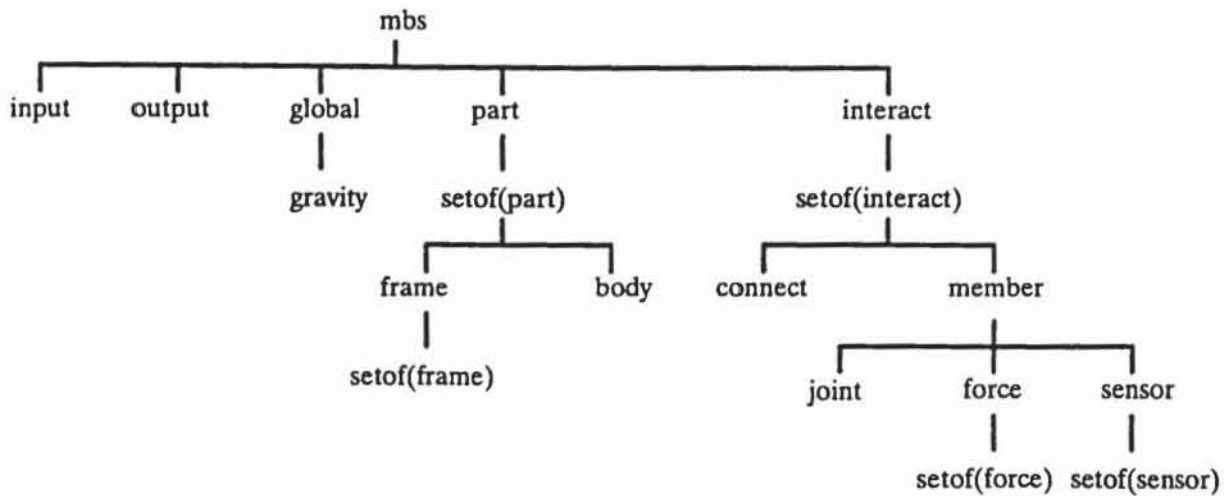 mbs
input output global part interact
gravity setof(part) setof(interact)
frame body connect member
setof(frame)
joint force sensor
setof(force) setof(sensor)